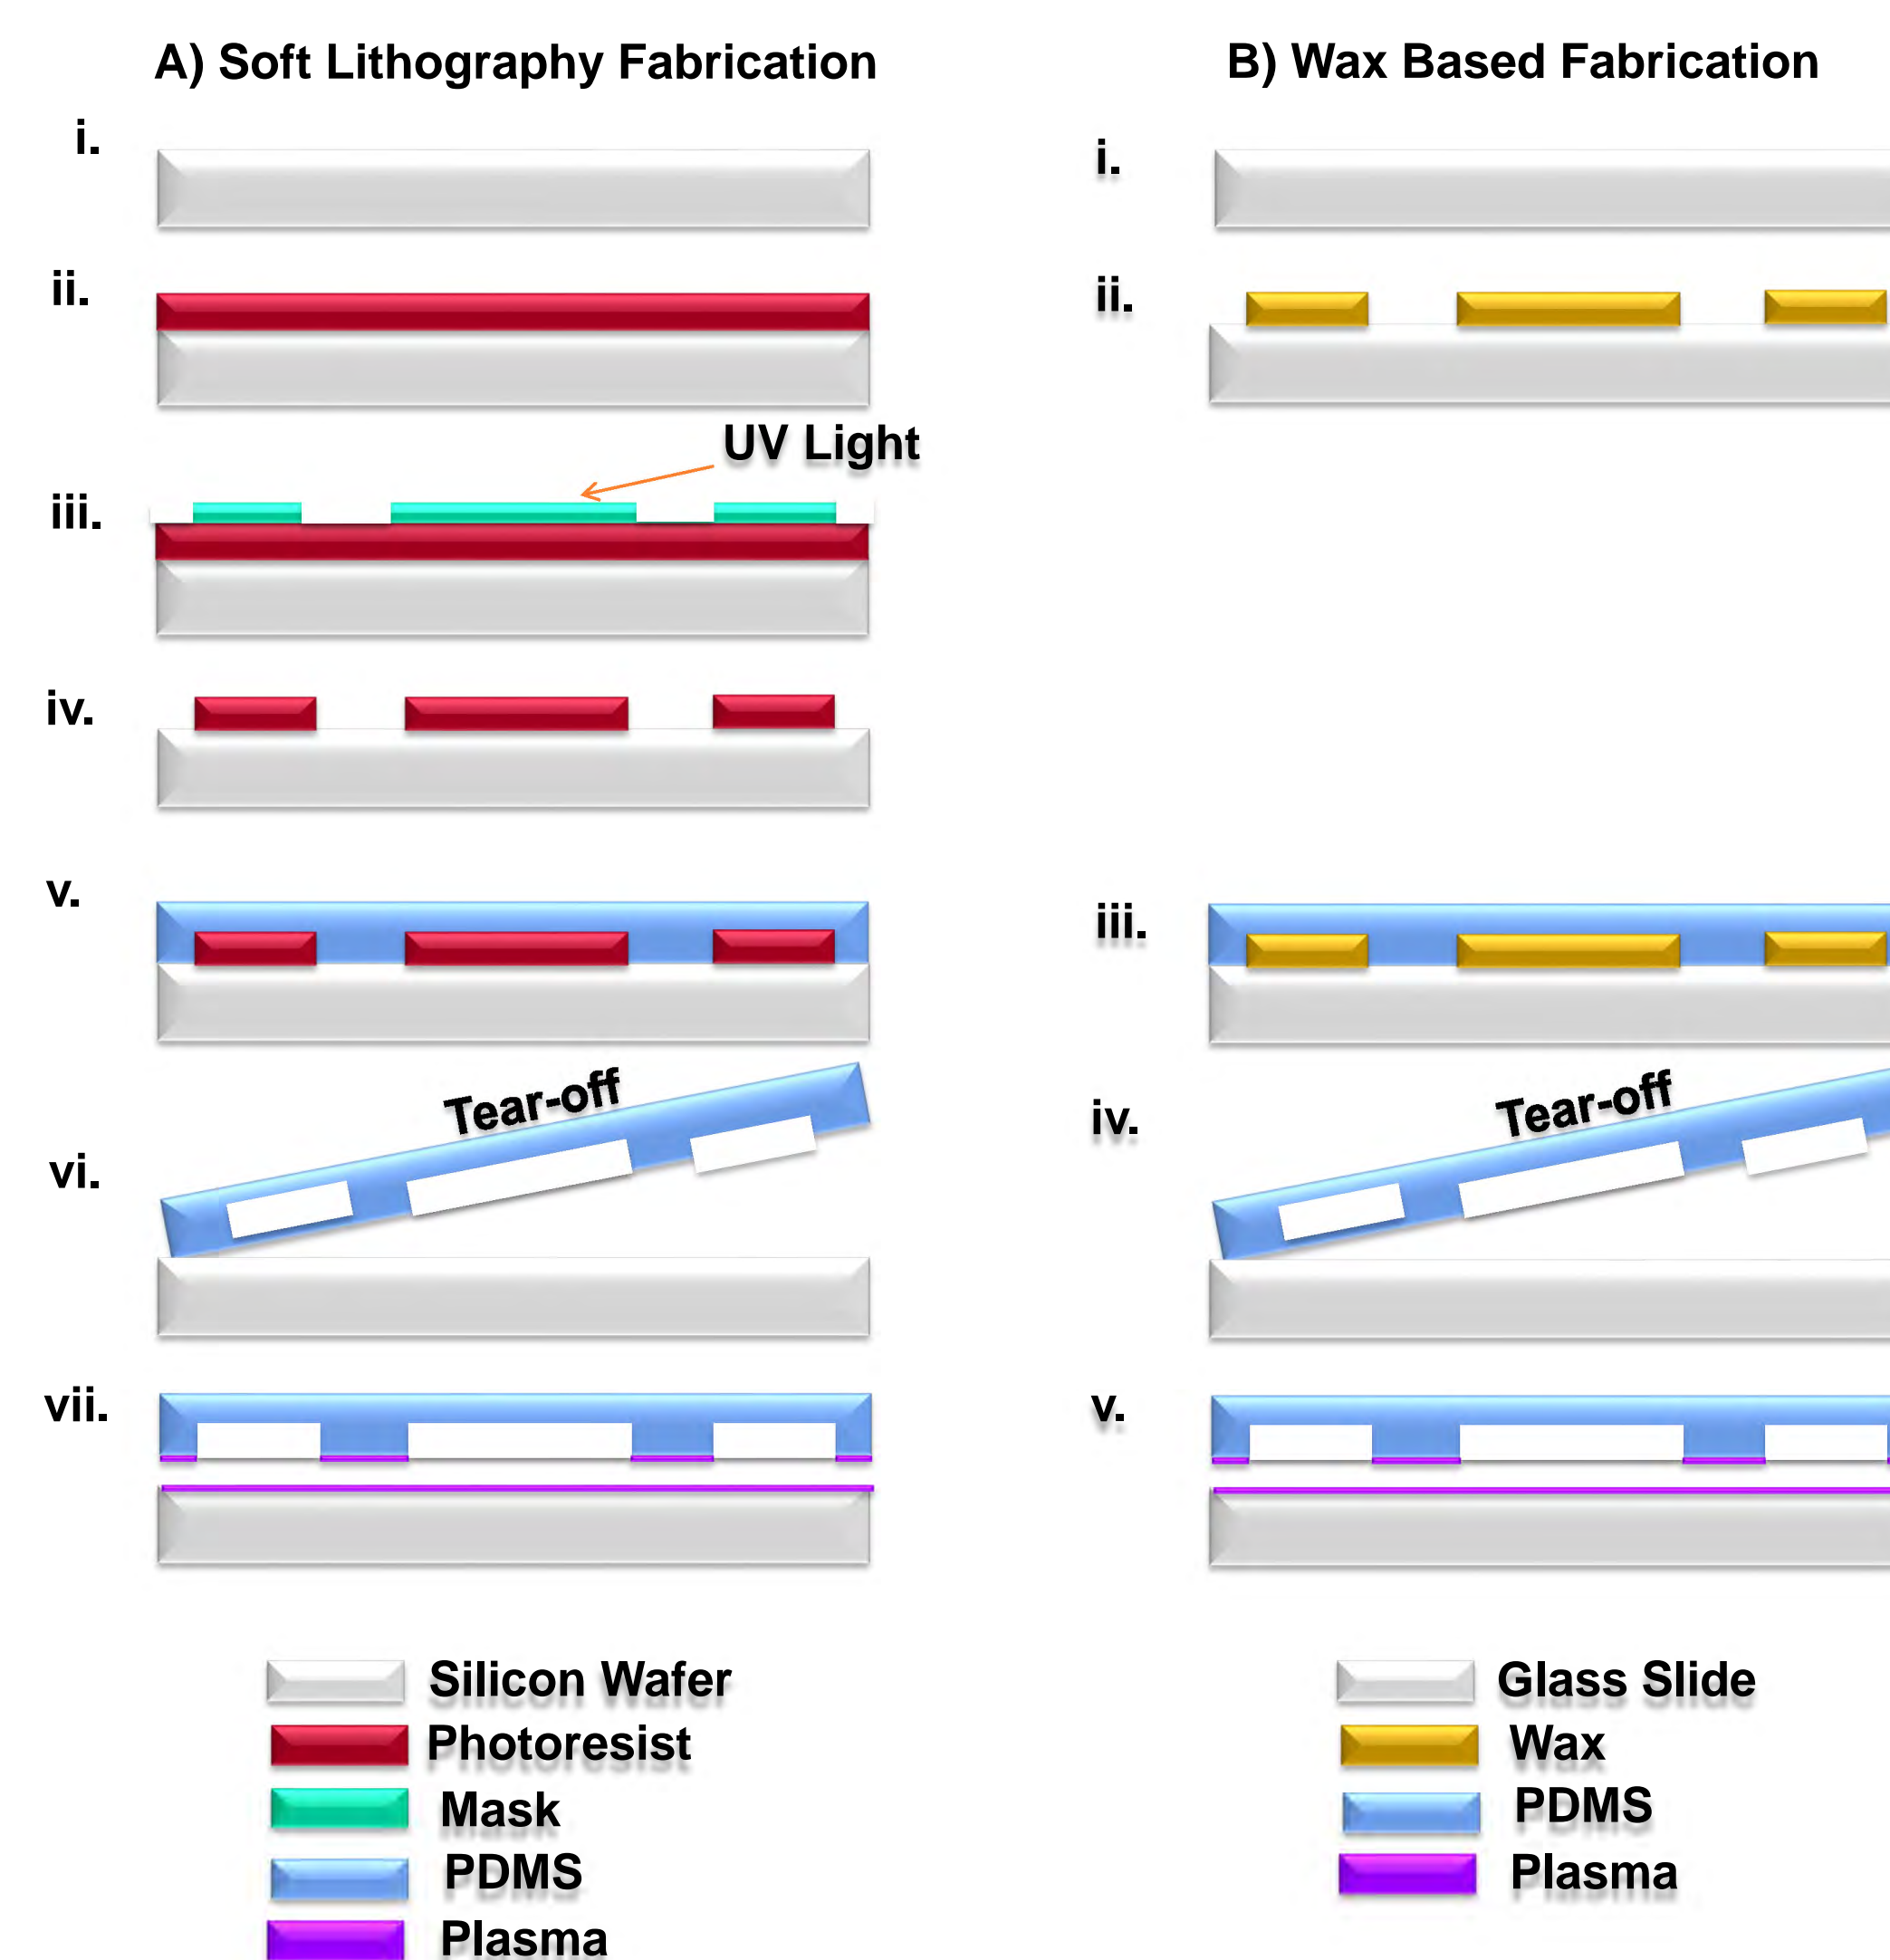 A) Soft Lithography Fabrication
i.
ii.
UV Light
iii.
iv.
v.
Tear-off
vi.
vii.
Silicon Wafer
Photoresist
Mask
PDMS
Plasma
B) Wax Based Fabrication
i.
ii.
iii.
Tear-off
iv.
v.
Glass Slide
Wax
PDMS
Plasma